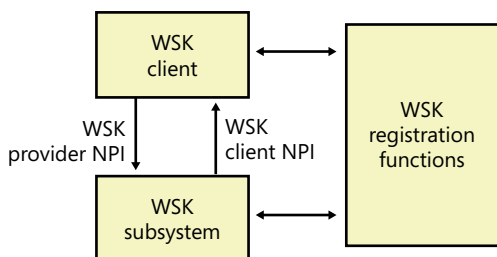 WSK
client
WSK
provider NPI
WSK
client NPI
WSK
registration
functions
WSK
subsystem